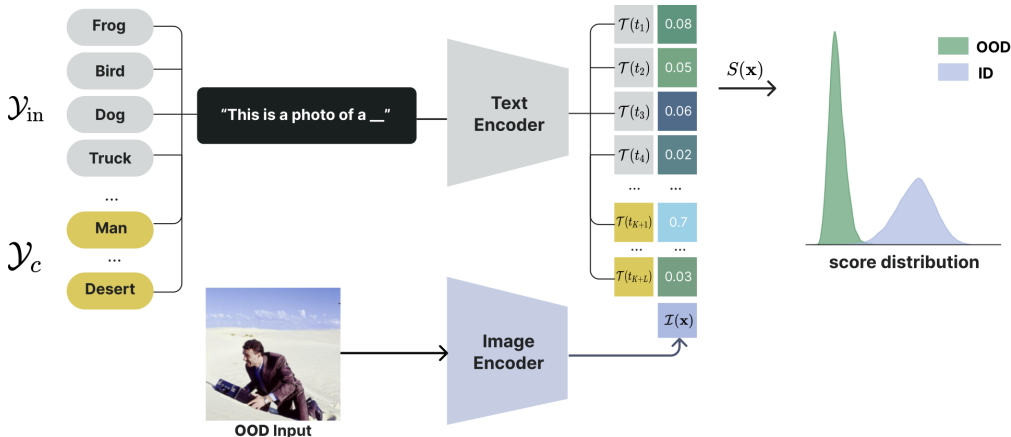 𝒴in
Frog
Bird
Dog
Truck
...
𝒴c
Man
...
Desert
“This is a photo of a __”
Text
Encoder
𝒯(t₁) 0.08
𝒯(t₂) 0.05
𝒯(t₃) 0.06
𝒯(t₄) 0.02
... ...
𝒯(tK+1) 0.7
... ...
𝒯(tK+L) 0.03
ℐ(𝐱)
S(𝐱)
OOD
ID
score distribution
OOD Input
Image
Encoder